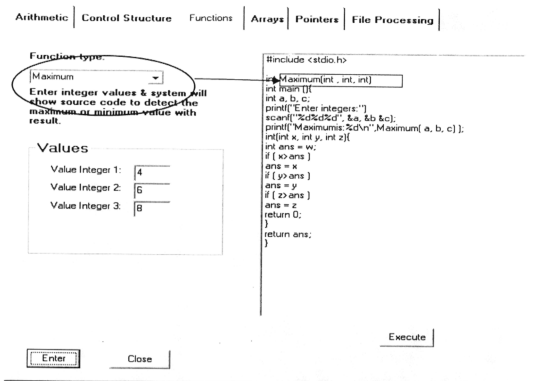 Arithmetic Control Structure Functions Arrays Pointers File Processing
Function type:
Maximum
Enter integer values & system will
show source code to detect the
maximum or minimum value with
result.
Values
Value Integer 1: 4
Value Integer 2: 6
Value Integer 3: 8
Enter Close
#include <stdio.h>
int Maximum(int , int, int)
int main (){
int a, b, c;
printf("Enter integers:")
scanf("%d%d%d", &a, &b &c);
printf("Maximumis:%d\n",Maximum( a, b, c) );
int(int x, int y, int z){
int ans = w;
if ( x>ans )
ans = x
if ( y>ans )
ans = y
if ( z>ans )
ans = z
return 0;
}
return ans;
}
Execute